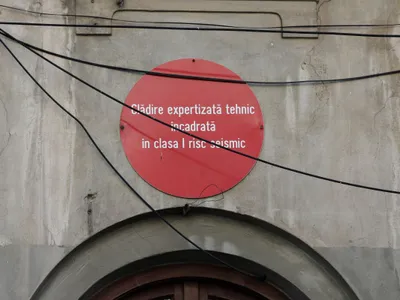 Clădire expertizată tehnic
încadrată
în clasa I risc seismic